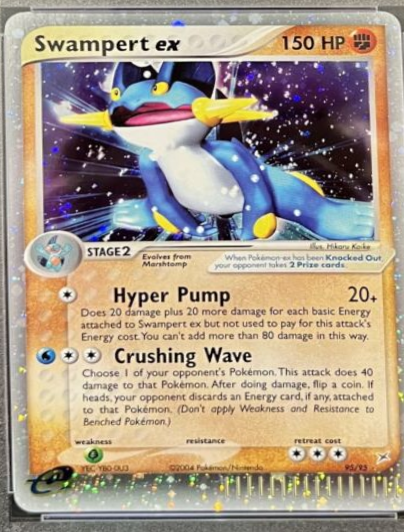 Swampert ex 150 HP
Illus. Hikaru Koike
STAGE2
Evolves from
Marshtomp
When Pokémon-ex has been Knocked Out,
your opponent takes 2 Prize cards.
Hyper Pump 20+
Does 20 damage plus 20 more damage for each basic Energy
attached to Swampert ex but not used to pay for this attack's
Energy cost. You can't add more than 80 damage in this way.
Crushing Wave
Choose 1 of your opponent's Pokémon. This attack does 40
damage to that Pokémon. After doing damage, flip a coin. If
heads, your opponent discards an Energy card, if any, attached
to that Pokémon. (Don't apply Weakness and Resistance to
Benched Pokémon.)
weakness resistance retreat cost
©2004 Pokémon/Nintendo 95/95